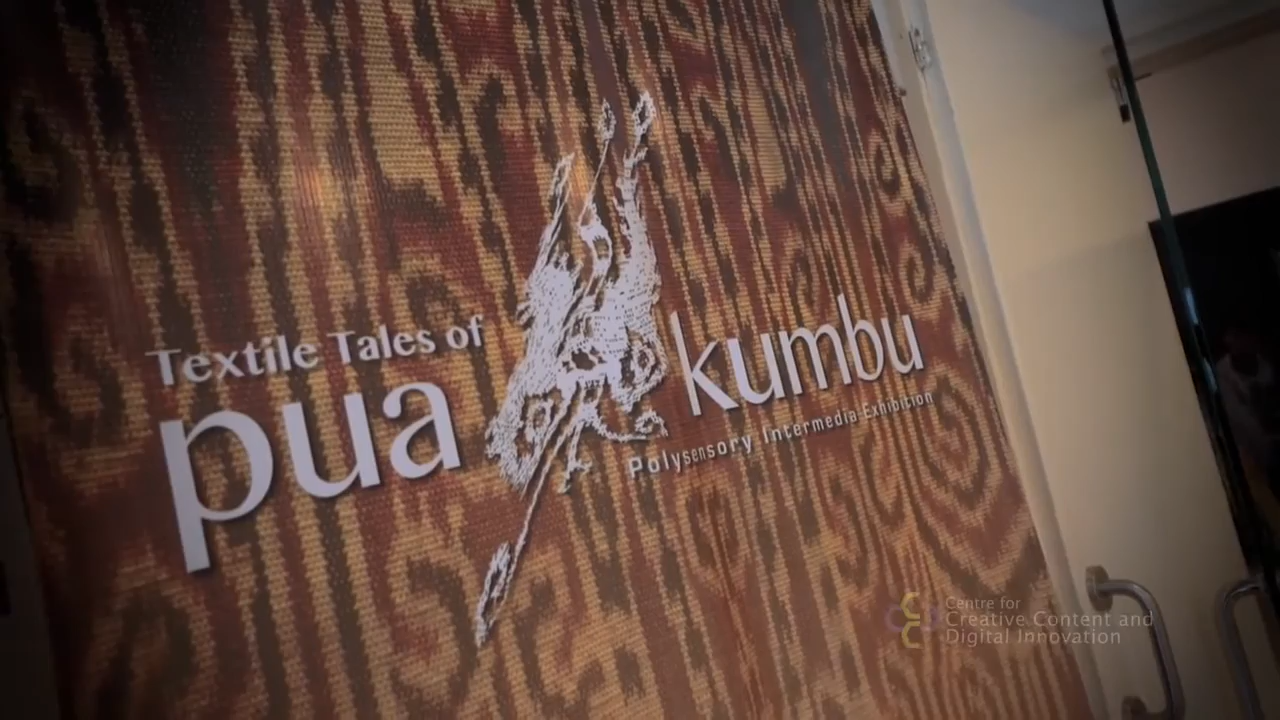 Textile Tales of
pua kumbu
Polysensory Intermedia Exhibition
Centre for
Creative Content and
Digital Innovation